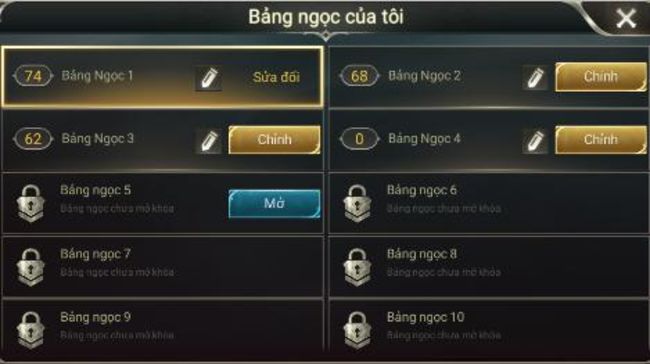 Bảng ngọc của tôi
74 Bảng Ngọc 1 Sửa đổi
68 Bảng Ngọc 2 Chỉnh
62 Bảng Ngọc 3 Chỉnh
0 Bảng Ngọc 4 Chỉnh
Bảng ngọc 5
Bảng ngọc chưa mở khóa
Mở
Bảng ngọc 6
Bảng ngọc chưa mở khóa
Bảng ngọc 7
Bảng ngọc chưa mở khóa
Bảng ngọc 8
Bảng ngọc chưa mở khóa
Bảng ngọc 9
Bảng ngọc chưa mở khóa
Bảng ngọc 10
Bảng ngọc chưa mở khóa